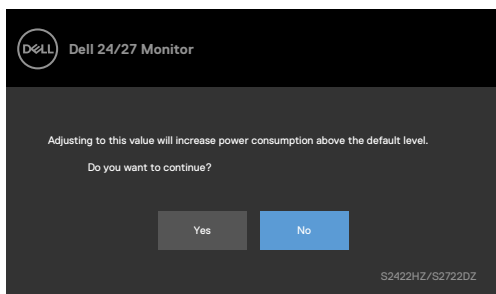 DELL Dell 24/27 Monitor
Adjusting to this value will increase power consumption above the default level.
Do you want to continue?
Yes No
S2422HZ/S2722DZ